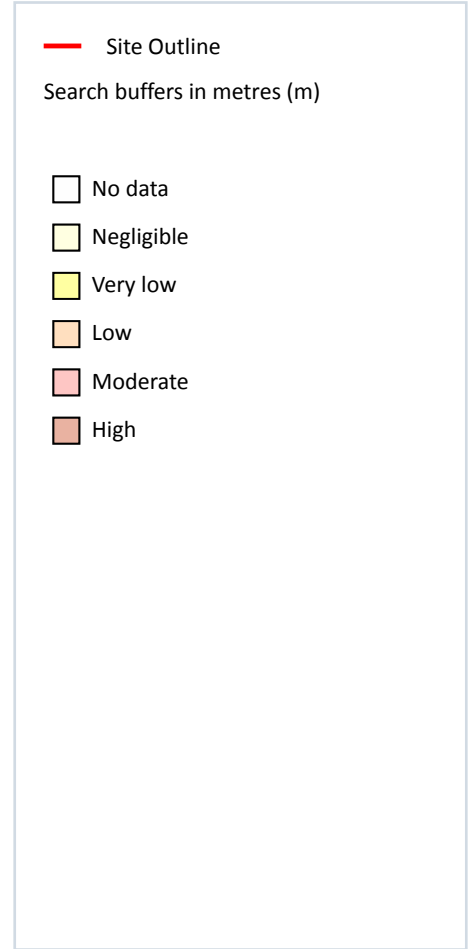 Site Outline
Search buffers in metres (m)
No data
Negligible
Very low
Low
Moderate
High